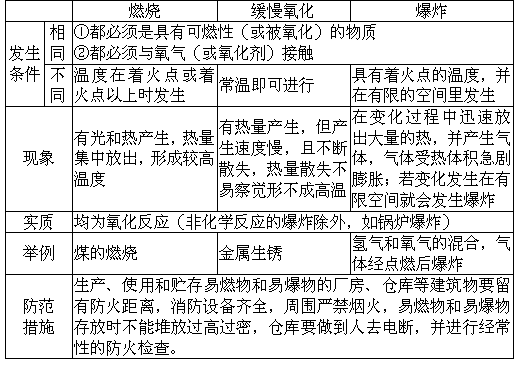 燃烧 缓慢氧化 爆炸
发生条件
相同
①都必须是具有可燃性（或被氧化）的物质
②都必须与氧气（或氧化剂）接触
不同
温度在着火点或着
火点以上时发生
常温即可进行
具有着火点的温度，并
在有限的空间里发生
现象
有光和热产生，热量
集中放出，形成较高
温度
有热量产生，但产
生速度慢，且不断
散失，热量散失不
易察觉形不成高温
在变化过程中迅速放
出大量的热，并产生气
体，气体受热体积急剧
膨胀；若变化发生在有
限空间就会发生爆炸
实质
均为氧化反应（非化学反应的爆炸除外，如锅炉爆炸）
举例
煤的燃烧
金属生锈
氢气和氧气的混合，气
体经点燃后爆炸
防范
措施
生产、使用和贮存易燃物和易爆物的厂房、仓库等建筑物要留
有防火距离，消防设备齐全，周围严禁烟火，易燃物和易爆物
存放时不能堆放过高过密，仓库要做到人去电断，并进行经常
性的防火检查。